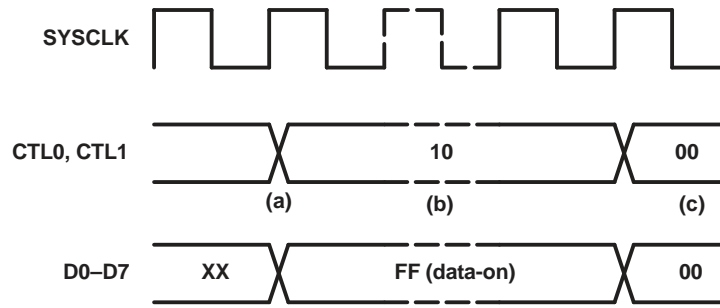 SYSCLK
CTL0, CTL1 10 00
(a) (b) (c)
D0–D7 XX FF (data-on) 00